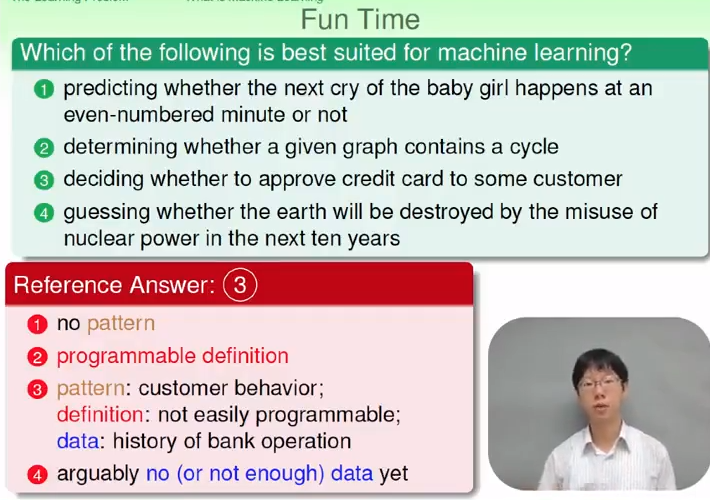 The Learning Problem What is Machine Learning
Fun Time
Which of the following is best suited for machine learning?
1 predicting whether the next cry of the baby girl happens at an
even-numbered minute or not
2 determining whether a given graph contains a cycle
3 deciding whether to approve credit card to some customer
4 guessing whether the earth will be destroyed by the misuse of
nuclear power in the next ten years
Reference Answer: 3
1 no pattern
2 programmable definition
3 pattern: customer behavior;
definition: not easily programmable;
data: history of bank operation
4 arguably no (or not enough) data yet